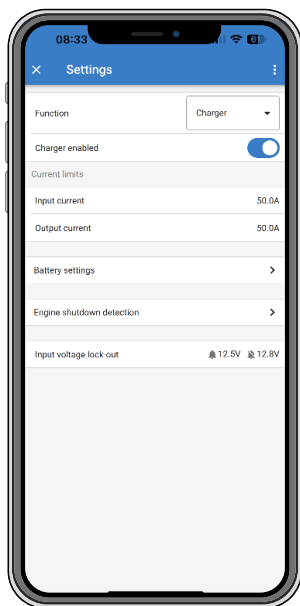 08:33
Settings
Function Charger
Charger enabled
Current limits
Input current 50.0A
Output current 50.0A
Battery settings
Engine shutdown detection
Input voltage lock-out 12.5V 12.8V